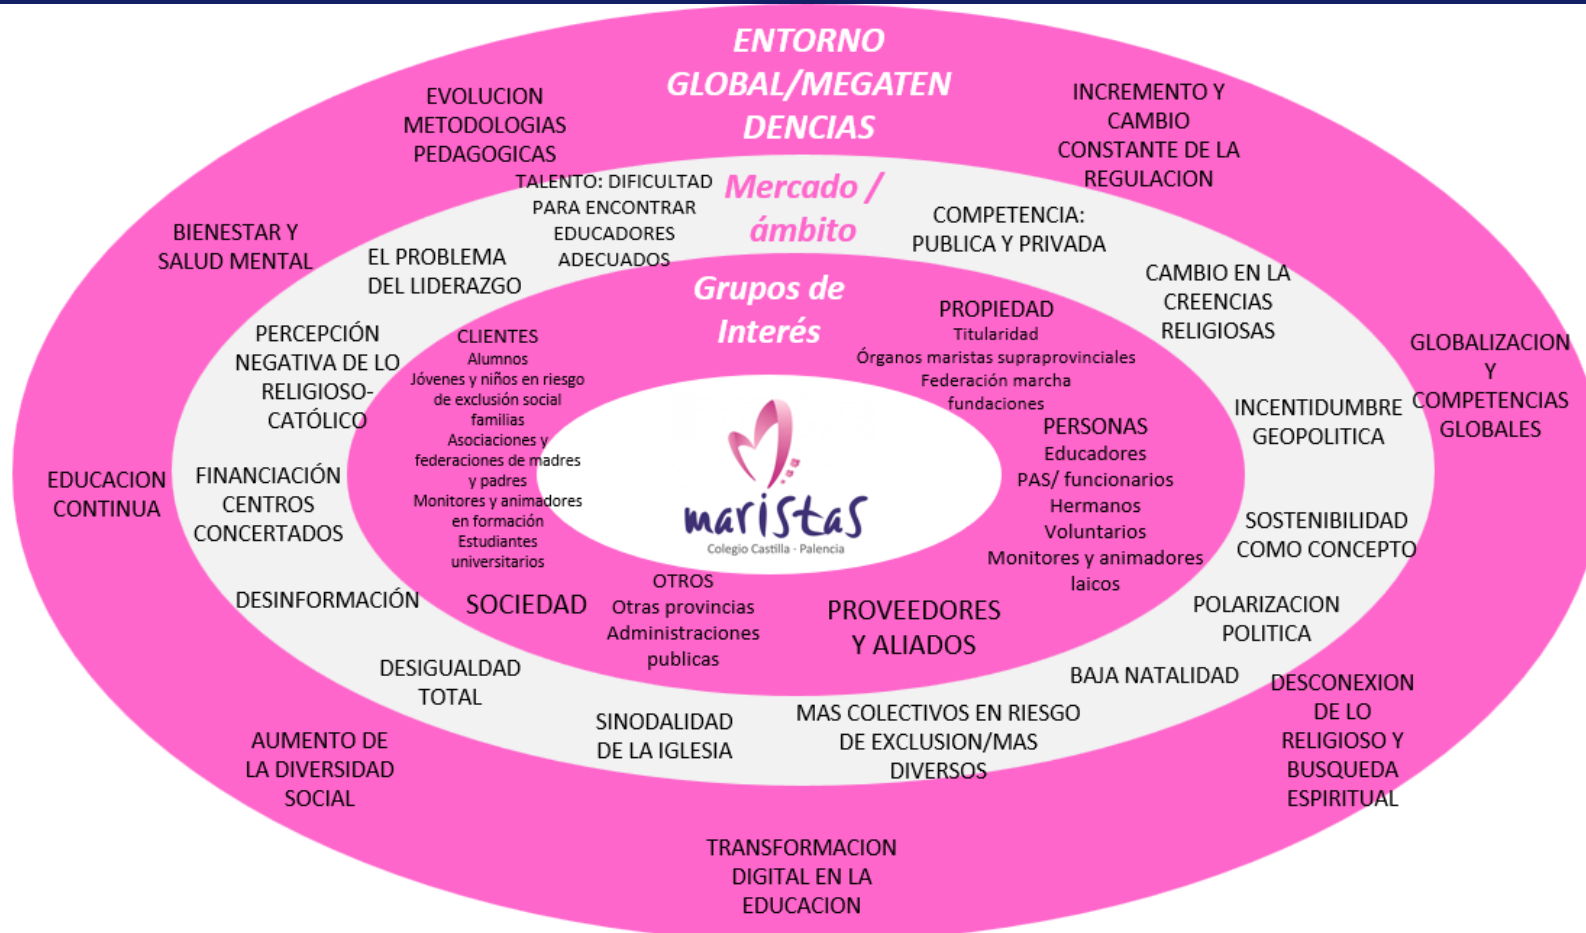 ENTORNO
GLOBAL/MEGATEN
DENCIAS
EVOLUCION
METODOLOGIAS
PEDAGOGICAS
INCREMENTO Y
CAMBIO
CONSTANTE DE LA
REGULACION
BIENESTAR Y
SALUD MENTAL
GLOBALIZACION
Y
COMPETENCIAS
GLOBALES
EDUCACION
CONTINUA
DESCONEXION
DE LO
RELIGIOSO Y
BUSQUEDA
ESPIRITUAL
AUMENTO DE
LA DIVERSIDAD
SOCIAL
TRANSFORMACION
DIGITAL EN LA
EDUCACION
Mercado /
ámbito
TALENTO: DIFICULTAD
PARA ENCONTRAR
EDUCADORES
ADECUADOS
COMPETENCIA:
PUBLICA Y PRIVADA
EL PROBLEMA
DEL LIDERAZGO
CAMBIO EN LA
CREENCIAS
RELIGIOSAS
PERCEPCIÓN
NEGATIVA DE LO
RELIGIOSO-
CATÓLICO
INCENTIDUMBRE
GEOPOLITICA
FINANCIACIÓN
CENTROS
CONCERTADOS
SOSTENIBILIDAD
COMO CONCEPTO
DESINFORMACIÓN
POLARIZACION
POLITICA
DESIGUALDAD
TOTAL
BAJA NATALIDAD
SINODALIDAD
DE LA IGLESIA
MAS COLECTIVOS EN RIESGO
DE EXCLUSION/MAS
DIVERSOS
Grupos de
Interés
CLIENTES
Alumnos
Jóvenes y niños en riesgo
de exclusión social
familias
Asociaciones y
federaciones de madres
y padres
Monitores y animadores
en formación
Estudiantes
universitarios
PROPIEDAD
Titularidad
Órganos maristas supraprovinciales
Federación marcha
fundaciones
PERSONAS
Educadores
PAS/ funcionarios
Hermanos
Voluntarios
Monitores y animadores
laicos
SOCIEDAD
OTROS
Otras provincias
Administraciones
publicas
PROVEEDORES
Y ALIADOS
maristas
Colegio Castilla · Palencia